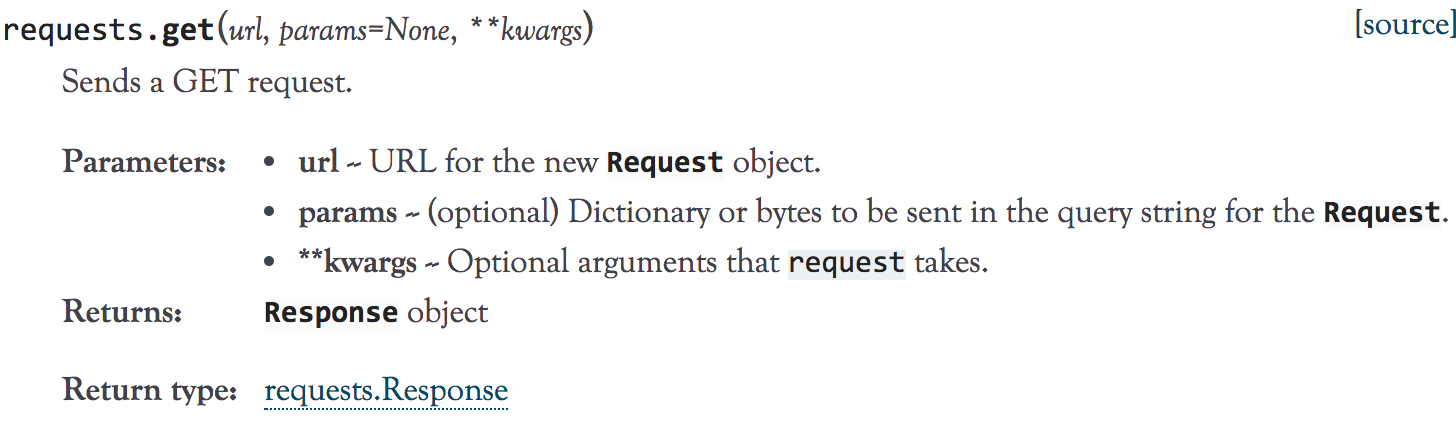 requests.get(url, params=None, **kwargs) [source]
Sends a GET request.
Parameters: • url ~ URL for the new Request object.
• params ~ (optional) Dictionary or bytes to be sent in the query string for the Request.
• **kwargs ~ Optional arguments that request takes.
Returns: Response object
Return type: requests.Response